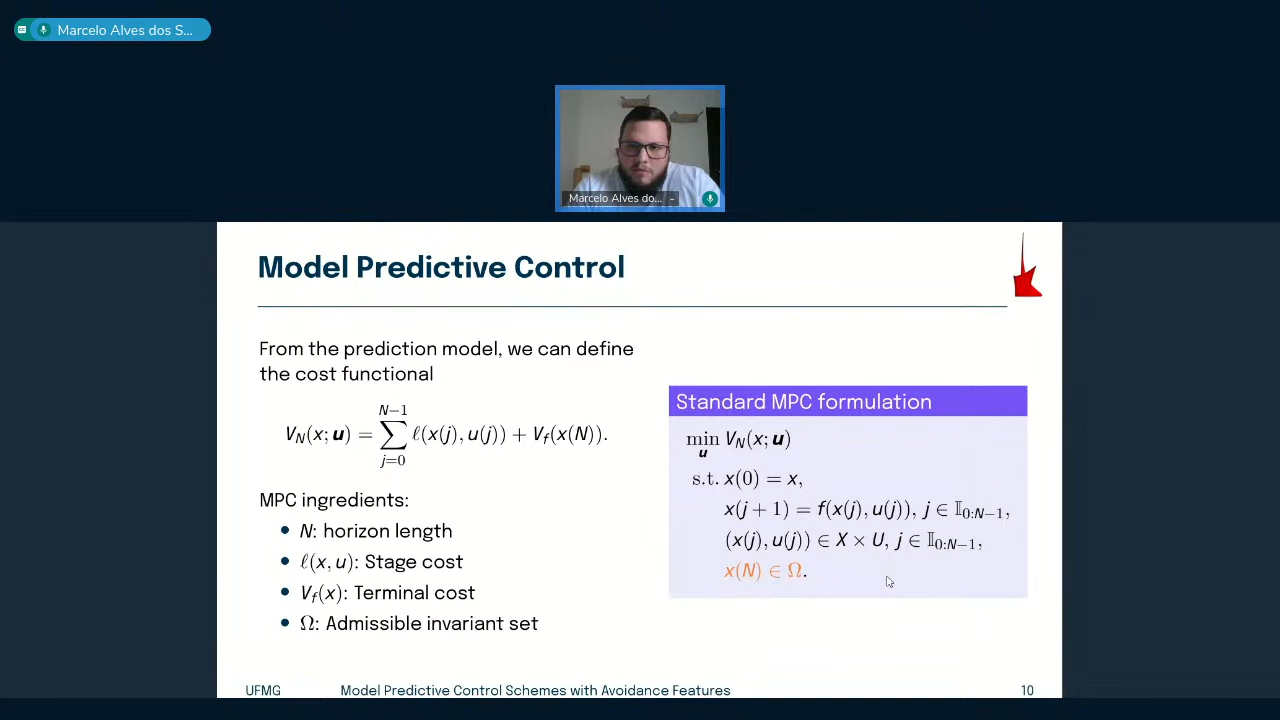 Marcelo Alves dos S...
Marcelo Alves do...
Model Predictive Control
From the prediction model, we can define
the cost functional
V_N(x; u) = ∑_{j=0}^{N−1} ℓ(x(j), u(j)) + V_f(x(N)).
MPC ingredients:
• N: horizon length
• ℓ(x, u): Stage cost
• V_f(x): Terminal cost
• Ω: Admissible invariant set
Standard MPC formulation
min_u V_N(x; u)
s.t. x(0) = x,
x(j + 1) = f(x(j), u(j)), j ∈ 𝕀_{0:N−1},
(x(j), u(j)) ∈ X × U, j ∈ 𝕀_{0:N−1},
x(N) ∈ Ω.
UFMG Model Predictive Control Schemes with Avoidance Features 10